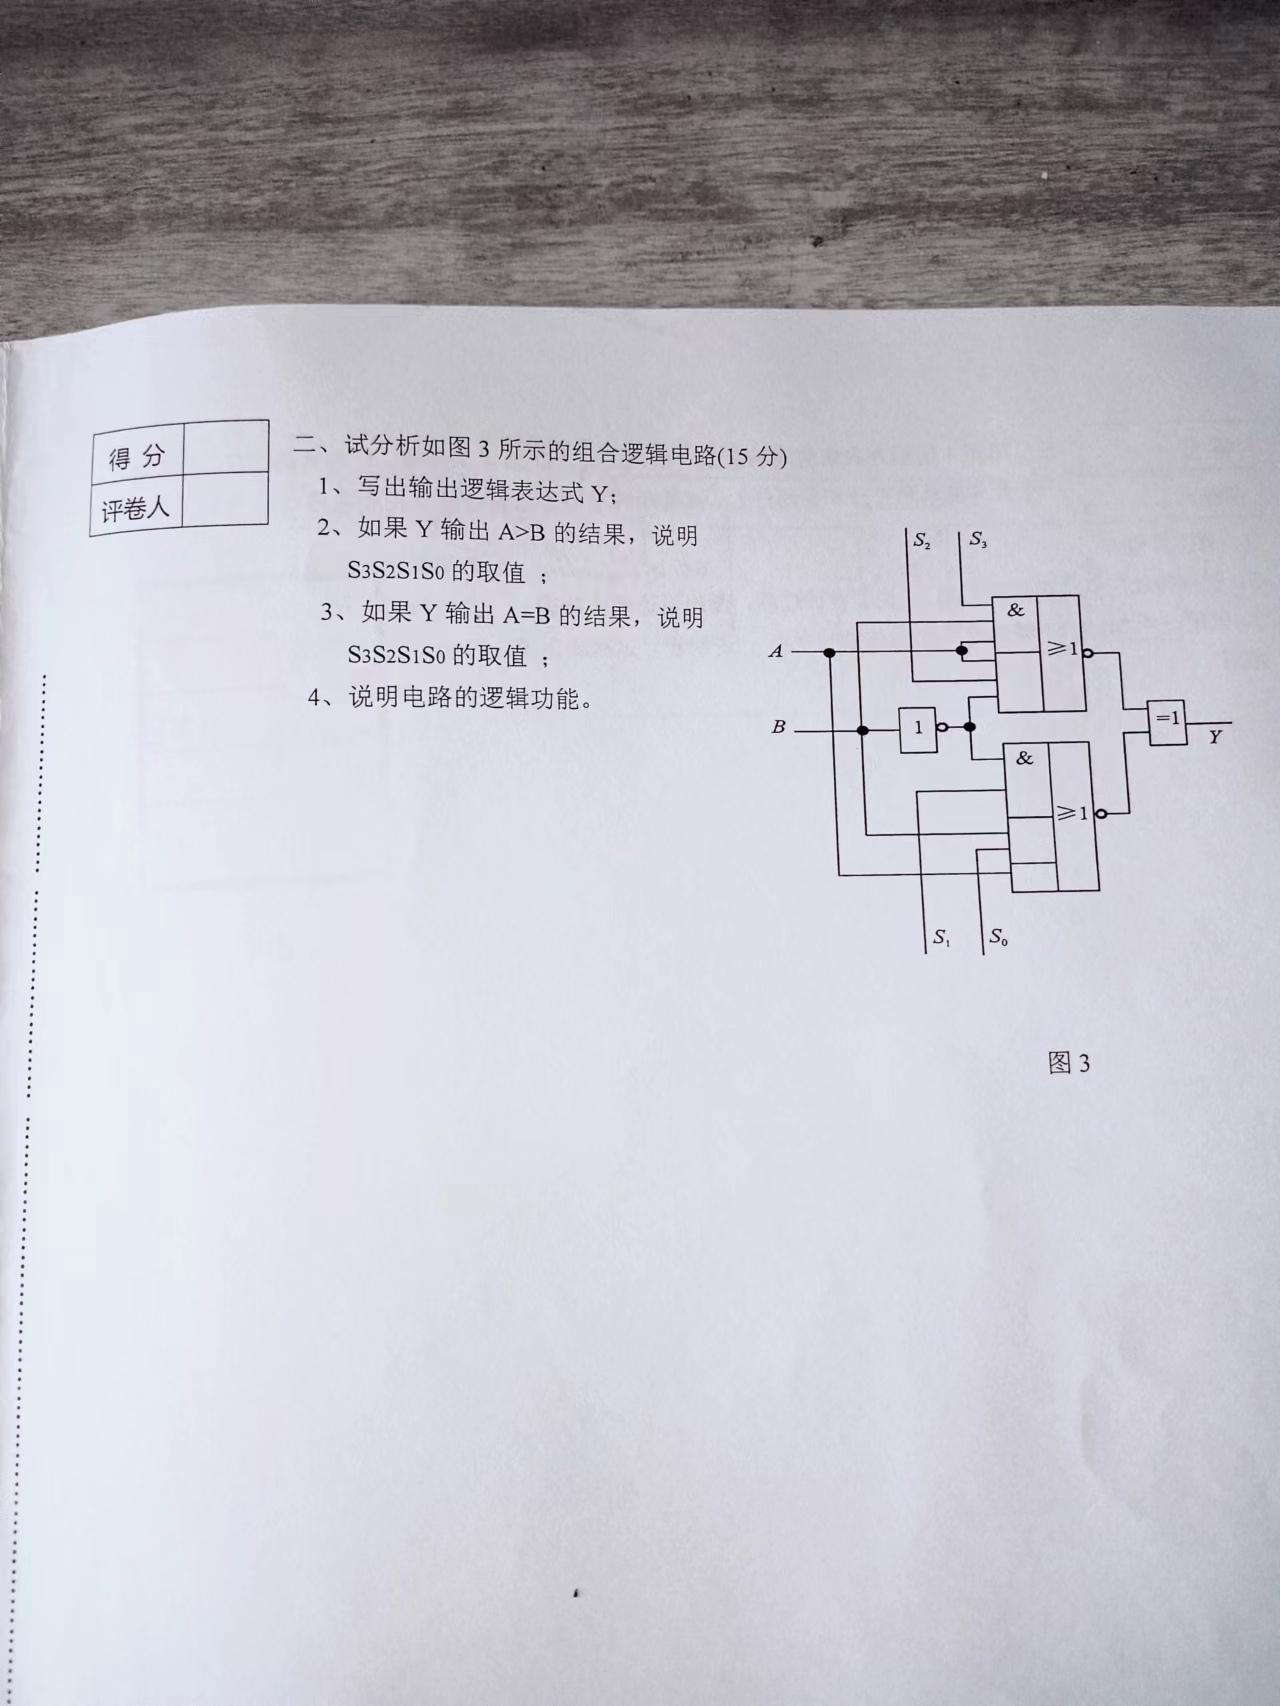 得 分
评卷人
二、试分析如图 3 所示的组合逻辑电路(15 分)
1、写出输出逻辑表达式 Y;
2、如果 Y 输出 A>B 的结果，说明
S3S2S1S0 的取值 ；
3、如果 Y 输出 A=B 的结果，说明
S3S2S1S0 的取值 ；
4、说明电路的逻辑功能。
S₂ S₃
&
≥1
A
=1
B
1
Y
&
≥1
S₁ S₀
图 3